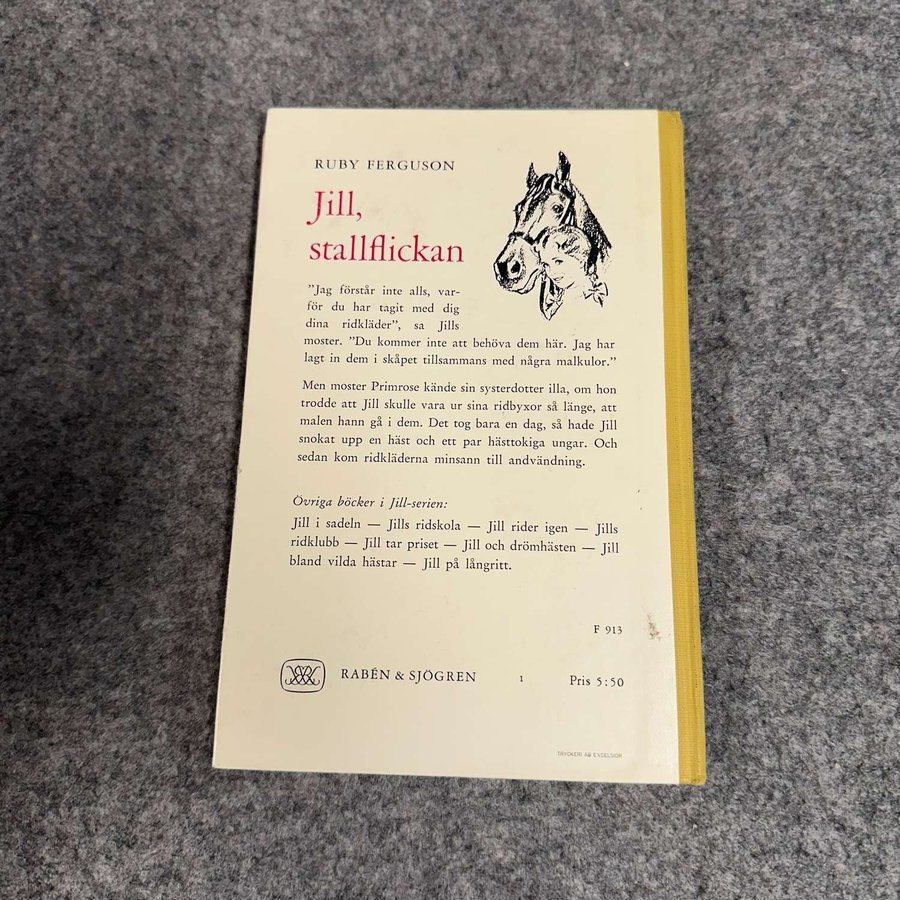 RUBY FERGUSON
Jill,
stallflickan
”Jag förstår inte alls, var-
för du har tagit med dig
dina ridkläder”, sa Jills
moster. ”Du kommer inte att behöva dem här. Jag har
lagt in dem i skåpet tillsammans med några malkulor.”
Men moster Primrose kände sin systerdotter illa, om hon
trodde att Jill skulle vara ur sina ridbyxor så länge, att
malen hann gå i dem. Det tog bara en dag, så hade Jill
snokat upp en häst och ett par hästtokiga ungar. Och
sedan kom ridkläderna minsann till andvändning.
Övriga böcker i Jill-serien:
Jill i sadeln — Jills ridskola — Jill rider igen — Jills
ridklubb — Jill tar priset — Jill och drömhästen — Jill
bland vilda hästar — Jill på långritt.
F 913
RABÉN & SJÖGREN 1 Pris 5:50
TRYCKERI AB EXCELSIOR